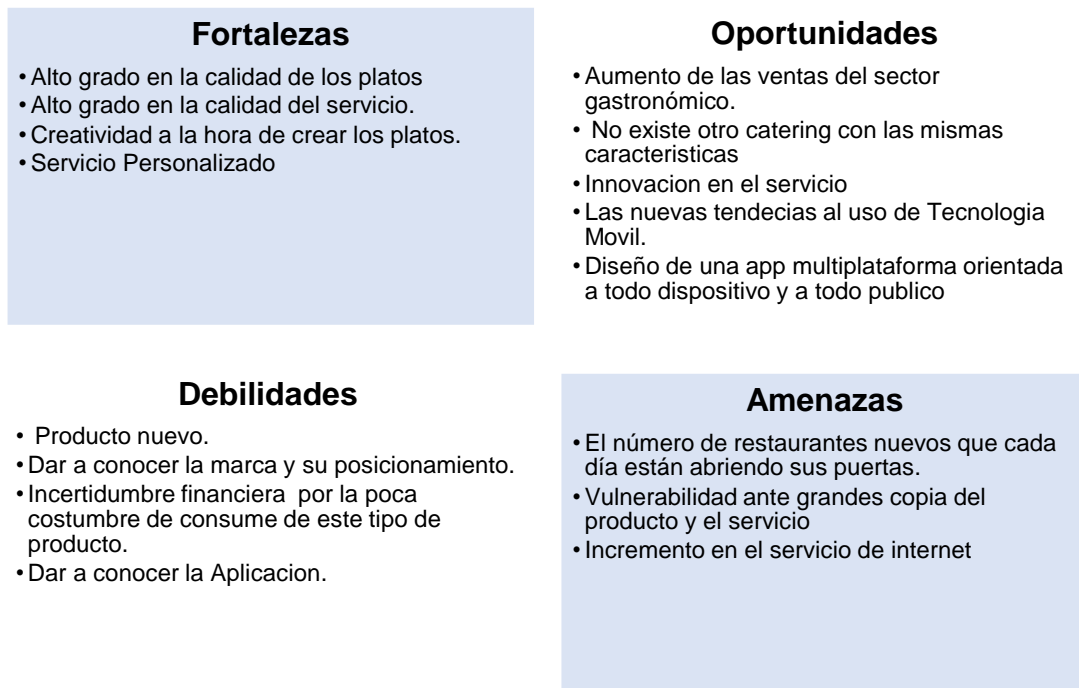 Fortalezas
• Alto grado en la calidad de los platos
• Alto grado en la calidad del servicio.
• Creatividad a la hora de crear los platos.
• Servicio Personalizado
Oportunidades
• Aumento de las ventas del sector
gastronómico.
• No existe otro catering con las mismas
caracteristicas
• Innovacion en el servicio
• Las nuevas tendecias al uso de Tecnologia
Movil.
• Diseño de una app multiplataforma orientada
a todo dispositivo y a todo publico
Debilidades
• Producto nuevo.
• Dar a conocer la marca y su posicionamiento.
• Incertidumbre financiera por la poca
costumbre de consume de este tipo de
producto.
• Dar a conocer la Aplicacion.
Amenazas
• El número de restaurantes nuevos que cada
día están abriendo sus puertas.
• Vulnerabilidad ante grandes copia del
producto y el servicio
• Incremento en el servicio de internet